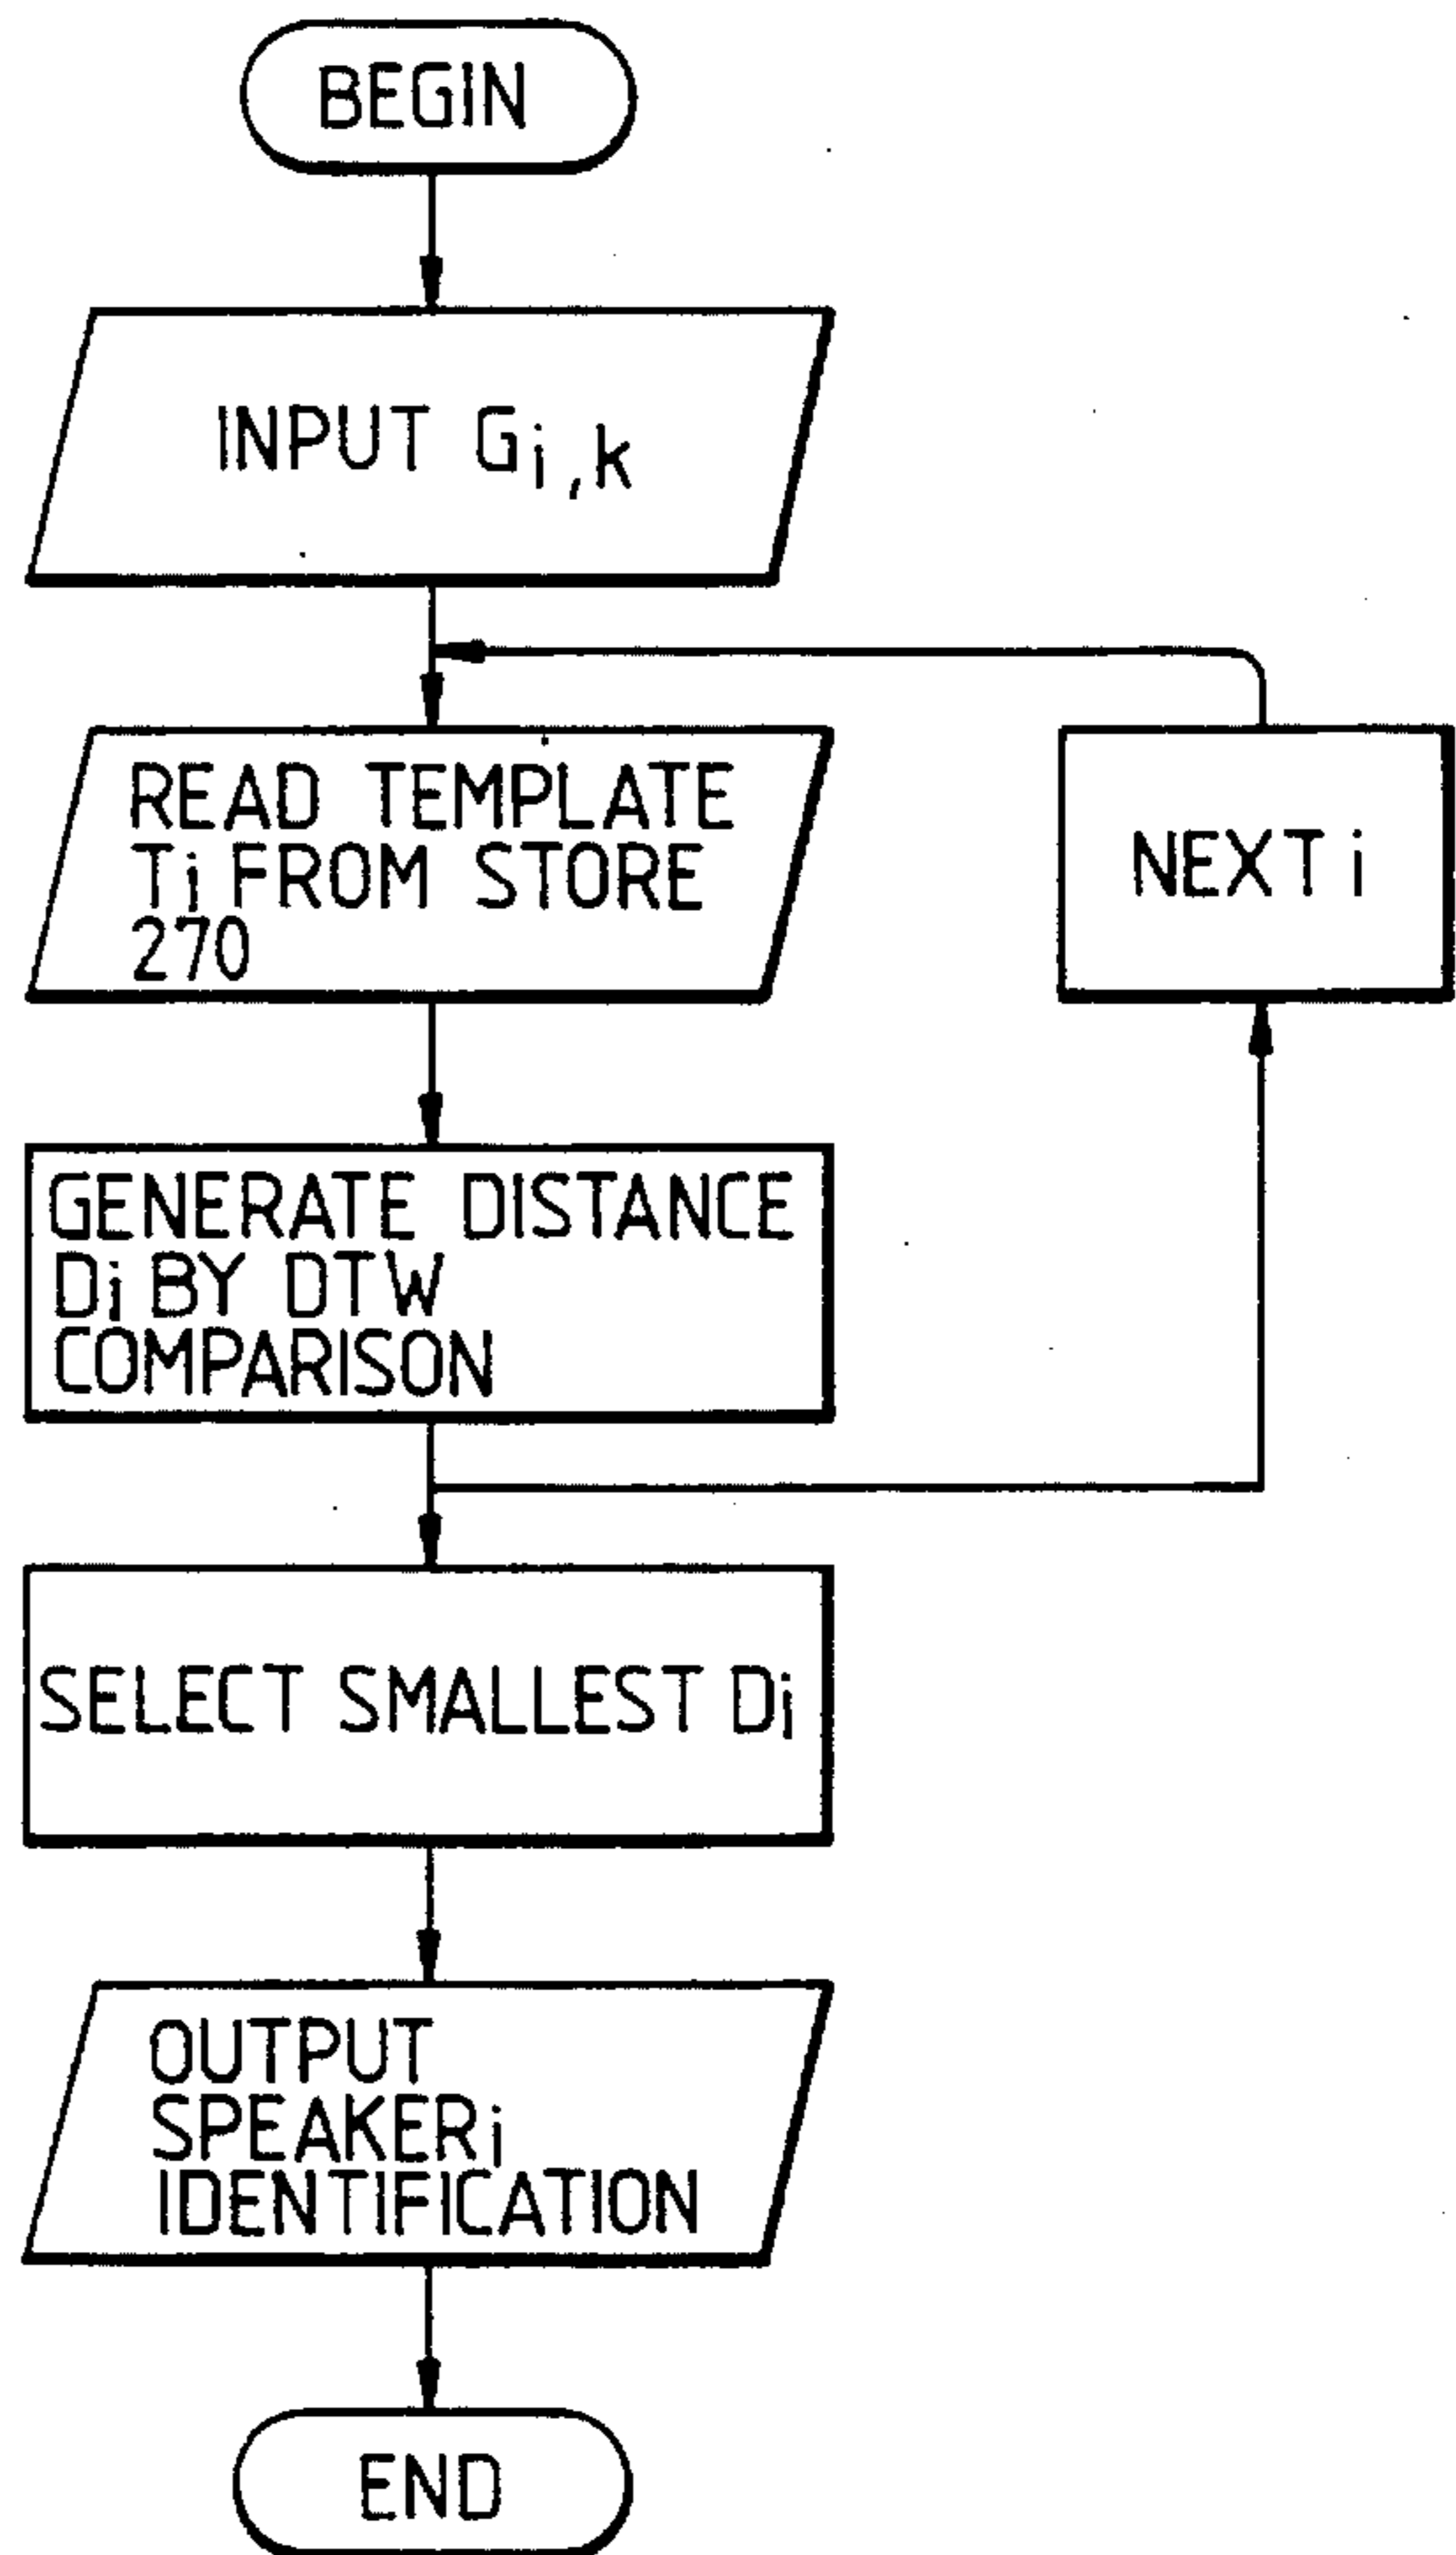 BEGIN
INPUT Gi,k
READ TEMPLATE
Ti FROM STORE
270
NEXT i
GENERATE DISTANCE
Di BY DTW
COMPARISON
SELECT SMALLEST Di
OUTPUT
SPEAKERi
IDENTIFICATION
END